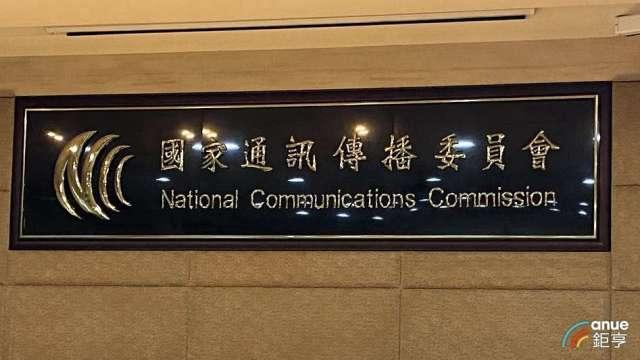 國家通訊傳播委員會
National Communications Commission
anue
鉅亨